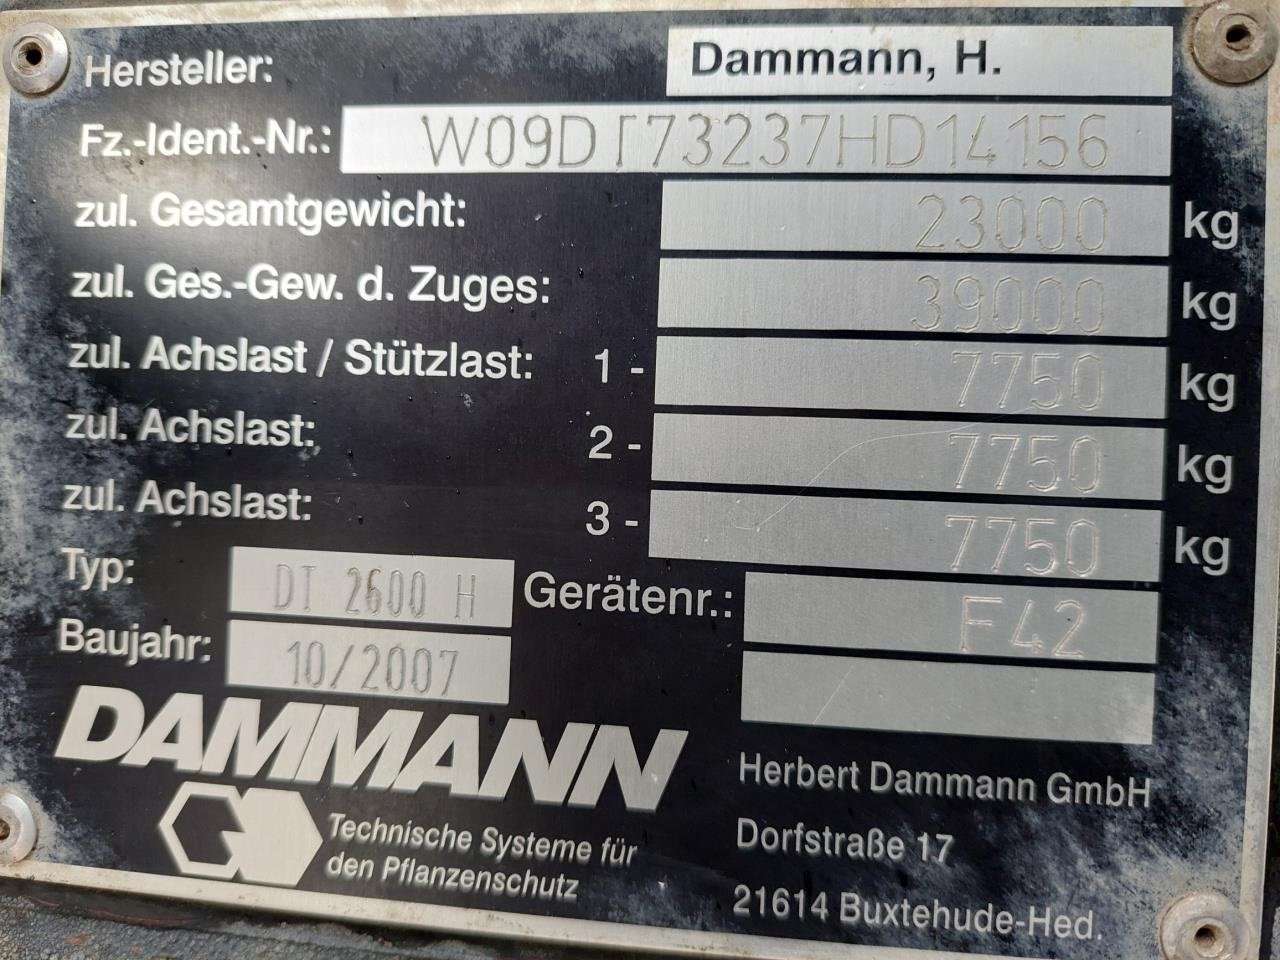 Hersteller: Dammann, H.
Fz.-Ident.-Nr.: W09DT73237HD14156
zul. Gesamtgewicht: 23000 kg
zul. Ges.-Gew. d. Zuges: 39000 kg
zul. Achslast / Stützlast: 1 - 7750 kg
zul. Achslast: 2 - 7750 kg
zul. Achslast: 3 - 7750 kg
Typ: DT 2600 H Gerätenr.: F42
Baujahr: 10/2007
DAMMANN
Technische Systeme für
den Pflanzenschutz
Herbert Dammann GmbH
Dorfstraße 17
21614 Buxtehude-Hed.